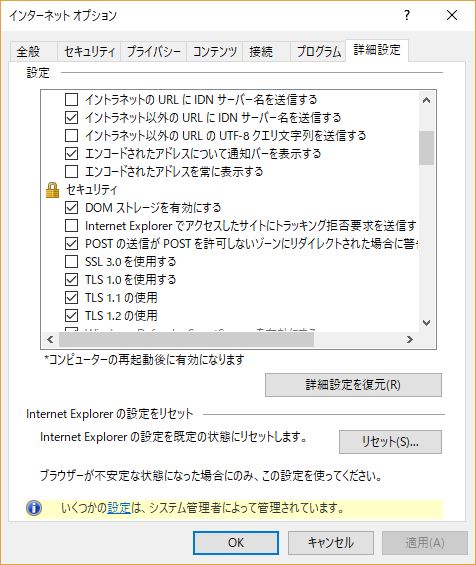 インターネット オプション
全般
セキュリティ
プライバシー
コンテンツ
接続
プログラム
詳細設定
設定
イントラネットの URL に IDN サーバー名を送信する
イントラネット以外の URL に IDN サーバー名を送信する
イントラネット以外の URL の UTF-8 クエリ文字列を送信する
エンコードされたアドレスについて通知バーを表示する
エンコードされたアドレスを常に表示する
セキュリティ
DOM ストレージを有効にする
Internet Explorer でアクセスしたサイトにトラッキング拒否要求を送信す
POST の送信が POST を許可しないゾーンにリダイレクトされた場合に警
SSL 3.0 を使用する
TLS 1.0 を使用する
TLS 1.1 の使用
TLS 1.2 の使用
*コンピューターの再起動後に有効になります
詳細設定を復元(R)
Internet Explorer の設定をリセット
Internet Explorer の設定を既定の状態にリセットします。
リセット(S)...
ブラウザーが不安定な状態になった場合にのみ、この設定を使ってください。
いくつかの設定は、システム管理者によって管理されています。
OK
キャンセル
適用(A)